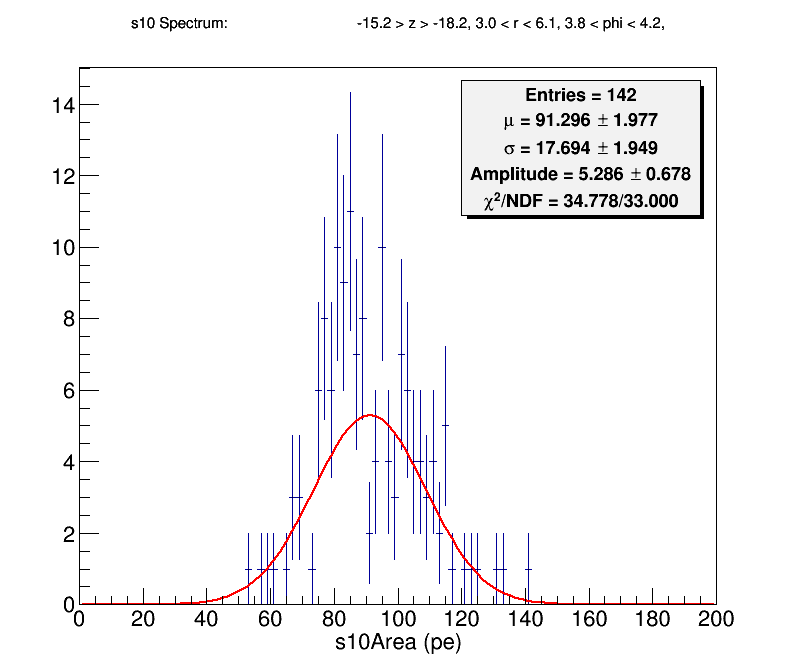 s10 Spectrum: -15.2 > z > -18.2, 3.0 < r < 6.1, 3.8 < phi < 4.2,
Entries = 142
μ = 91.296 ± 1.977
σ = 17.694 ± 1.949
Amplitude = 5.286 ± 0.678
χ²/NDF = 34.778/33.000
14
12
10
8
6
4
2
0
0 20 40 60 80 100 120 140 160 180 200
s10Area (pe)